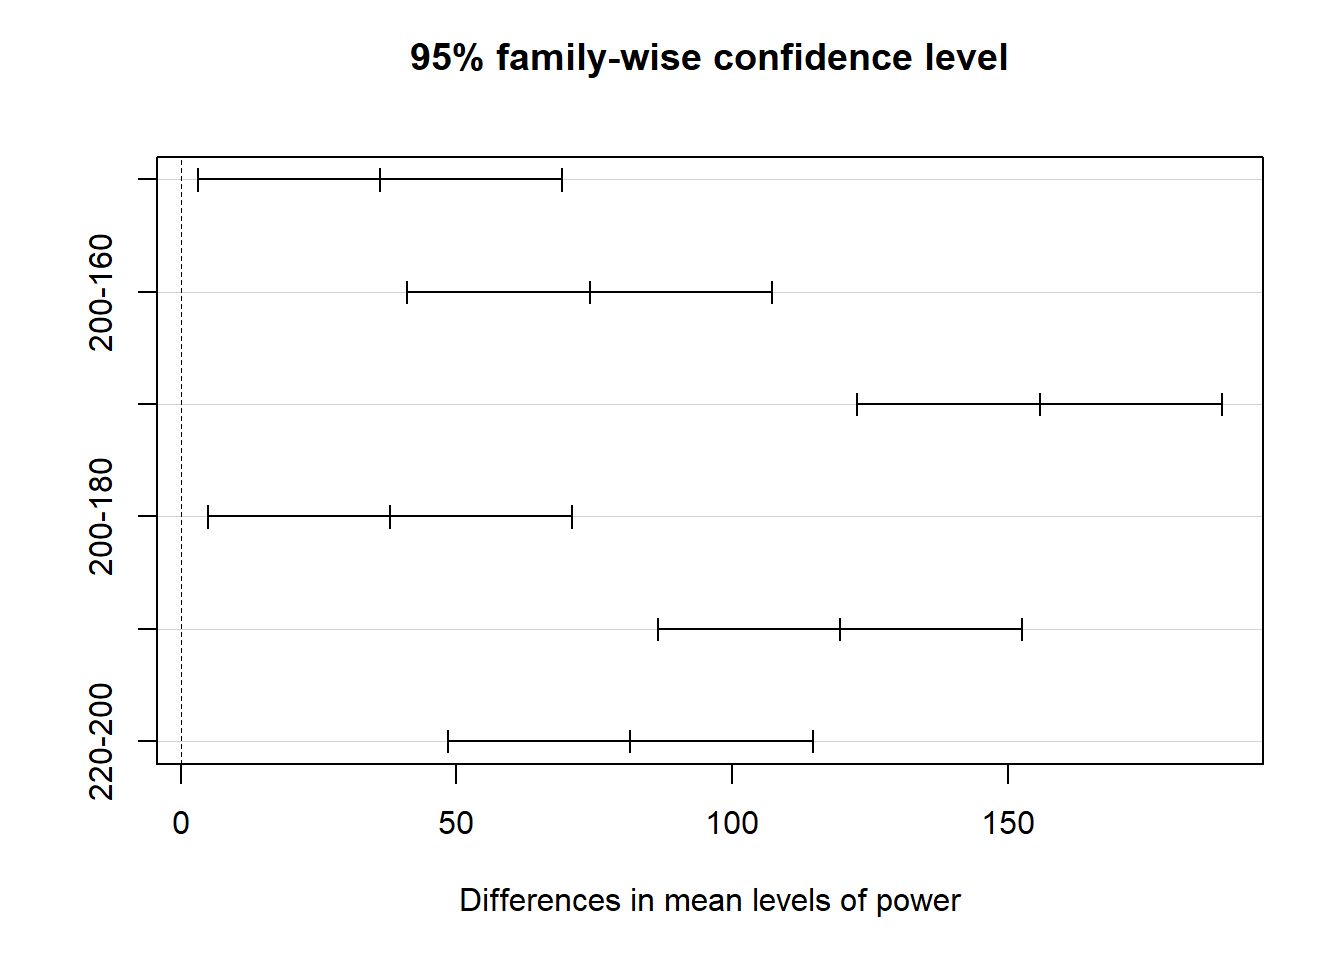 95% family-wise confidence level
200-160
200-180
220-200
0 50 100 150
Differences in mean levels of power